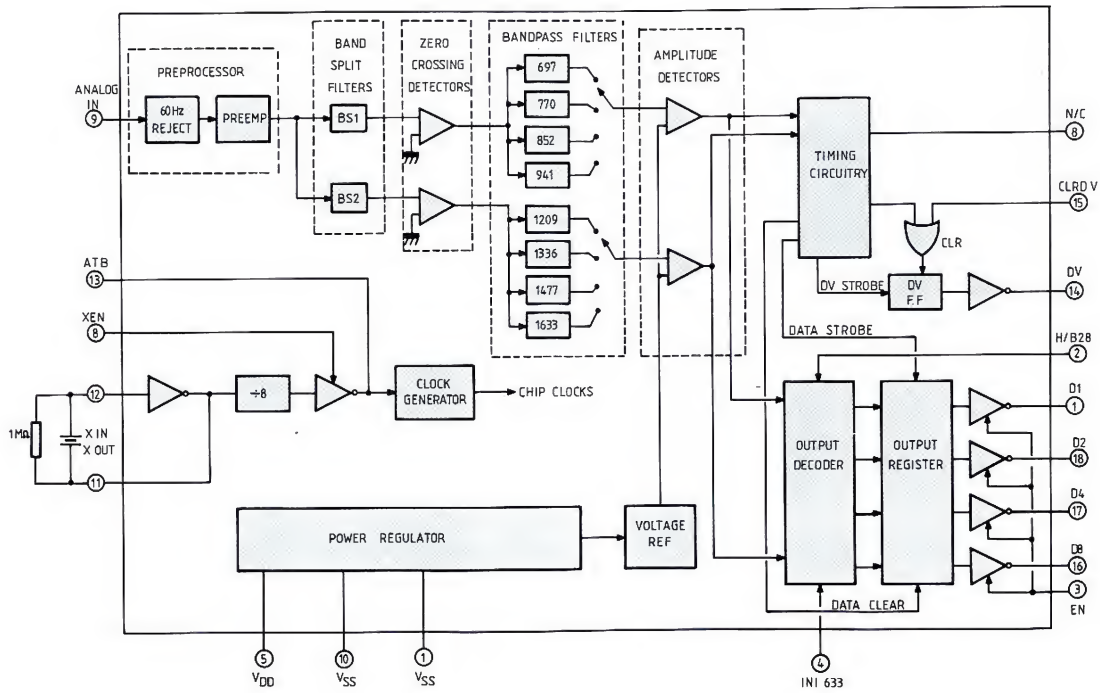 PREPROCESSOR
ANALOG
IN
9
60Hz
REJECT
PREEMP
BAND
SPLIT
FILTERS
BS1
BS2
ZERO
CROSSING
DETECTORS
BANDPASS FILTERS
697
770
852
941
1209
1336
1477
1633
AMPLITUDE
DETECTORS
TIMING
CIRCUITRY
N/C
8
CLRD V
15
CLR
DV STROBE
DV
F.F
DV
14
DATA STROBE
H/B28
2
ATB
13
XEN
8
12
÷8
CLOCK
GENERATOR
CHIP CLOCKS
1MΩ
X IN
X OUT
11
OUTPUT
DECODER
OUTPUT
REGISTER
D1
1
D2
18
D4
17
D8
16
3
EN
POWER REGULATOR
VOLTAGE
REF
DATA CLEAR
5
VDD
10
VSS
1
VSS
4
INI 633